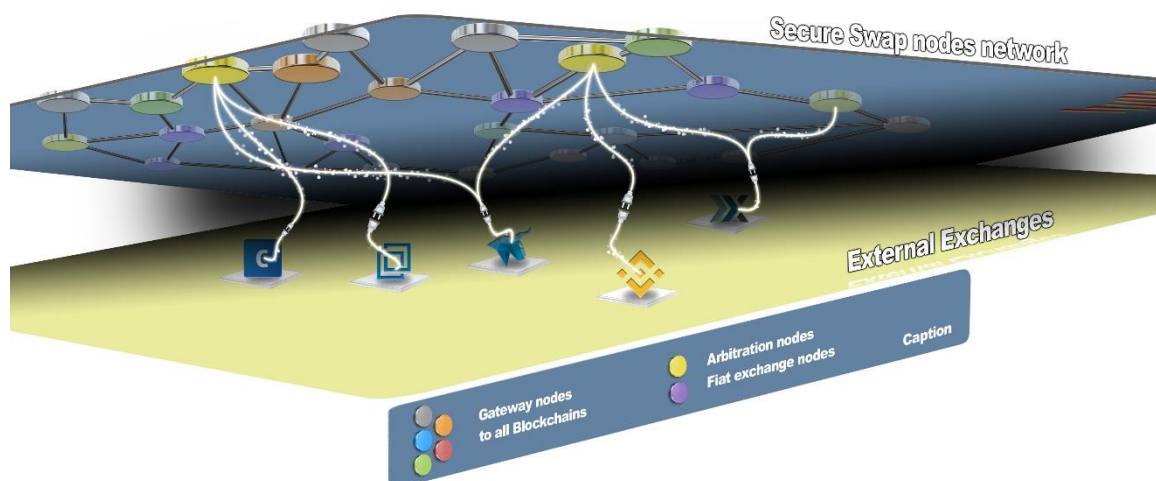 Secure Swap nodes network
External Exchanges
Gateway nodes
to all Blockchains
Arbitration nodes
Fiat exchange nodes
Caption